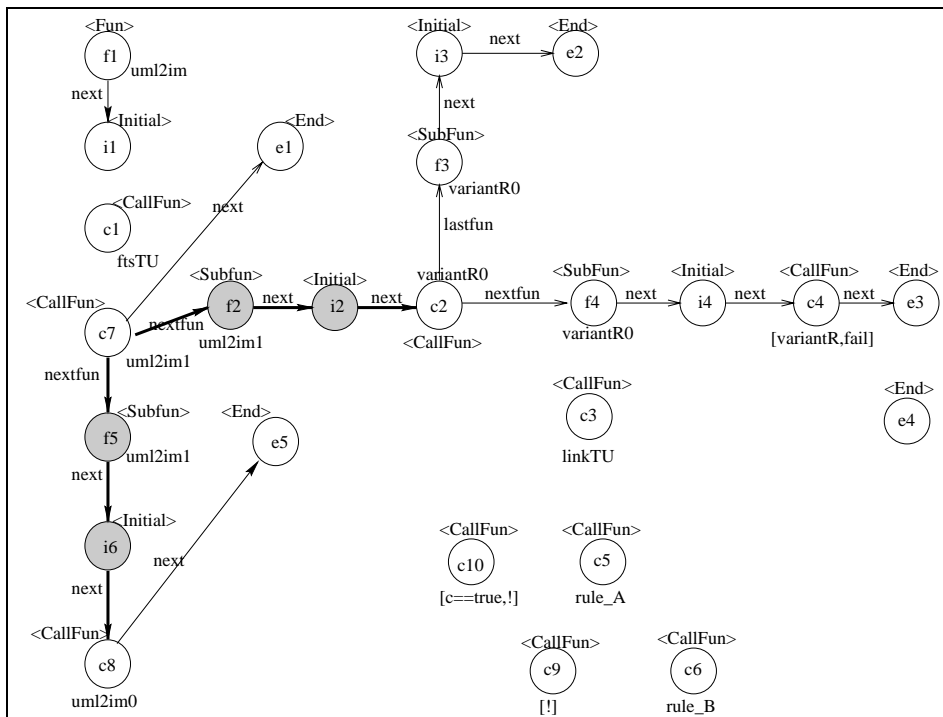 <Fun>
f1
uml2im
next
<Initial>
i1
<Initial>
i3
next
<End>
e2
next
<SubFun>
f3
variantR0
lastfun
<End>
e1
next
<CallFun>
c1
ftsTU
<CallFun>
c7
uml2im1
nextfun
<Subfun>
f2
uml2im1
next
<Initial>
i2
next
variantR0
c2
<CallFun>
nextfun
<SubFun>
f4
variantR0
next
<Initial>
i4
next
<CallFun>
c4
[variantR,fail]
next
<End>
e3
nextfun
<Subfun>
f5
uml2im1
next
<End>
e5
<CallFun>
c3
linkTU
<End>
e4
<Initial>
i6
next
next
<CallFun>
c8
uml2im0
<CallFun>
c10
[c==true,!]
<CallFun>
c5
rule_A
<CallFun>
c9
[!]
<CallFun>
c6
rule_B